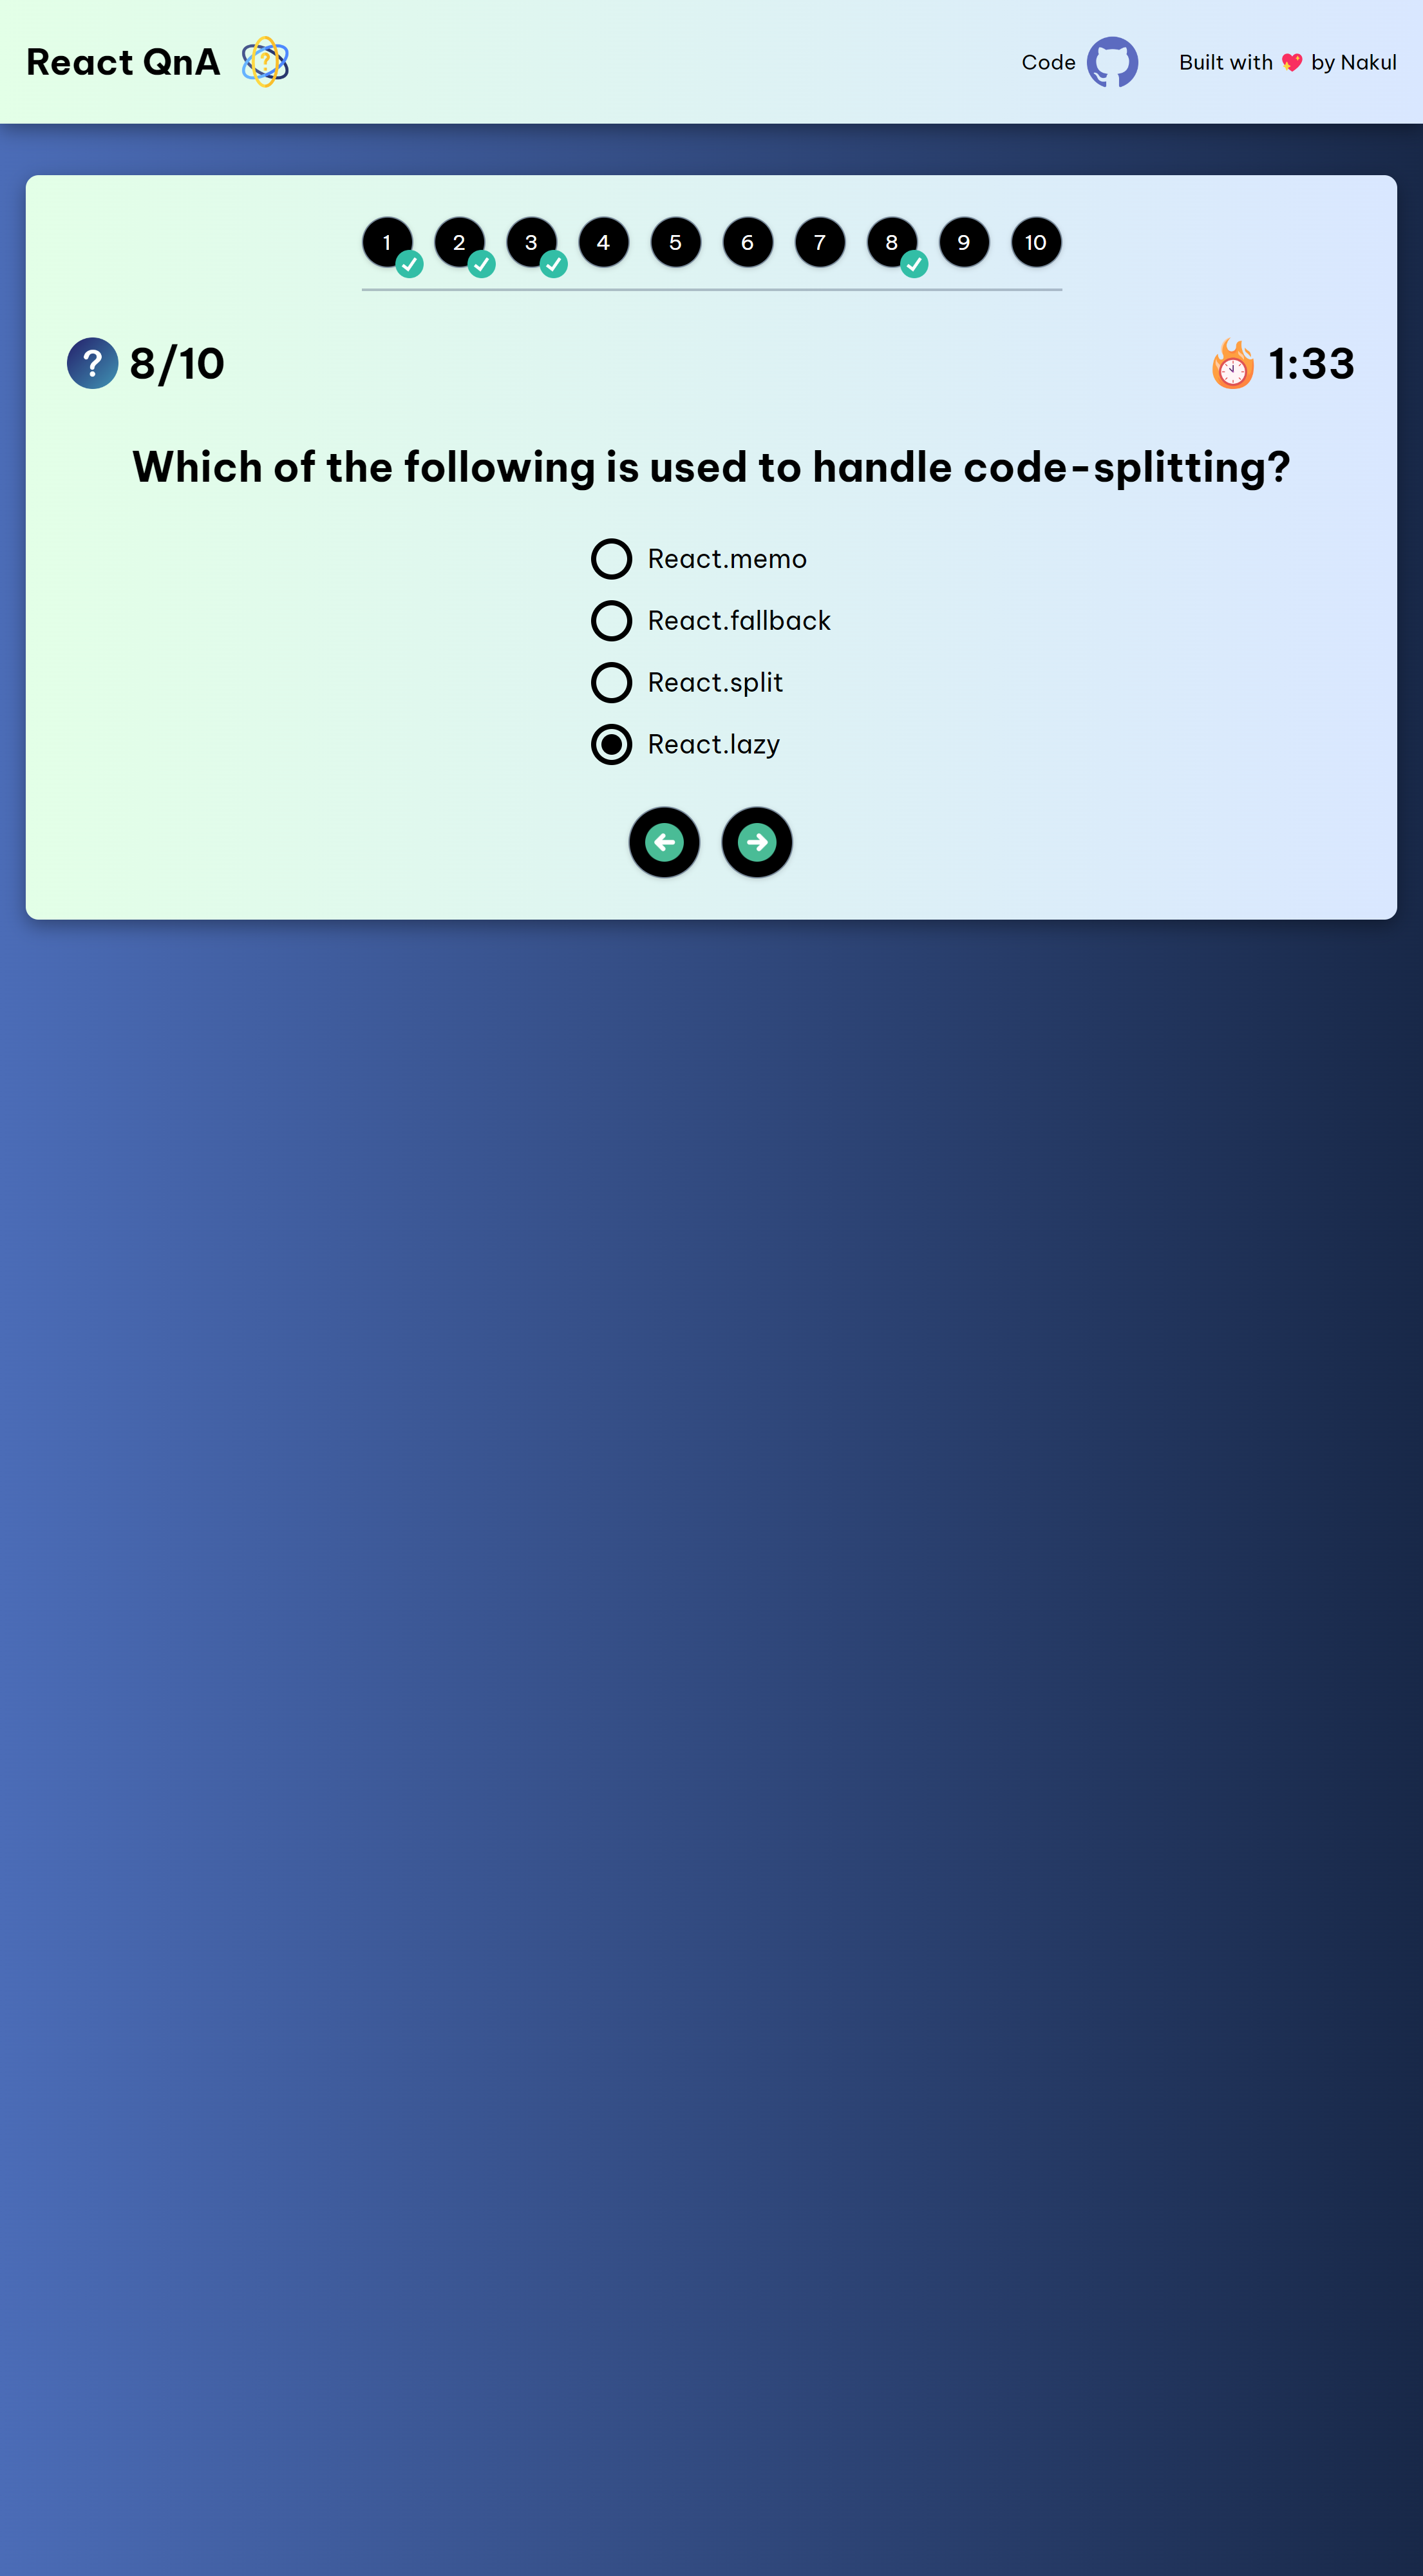 React QnA ?
Code
Built with 💖 by Nakul
1 2 3 4 5 6 7 8 9 10
? 8/10
1:33
Which of the following is used to handle code-splitting?
React.memo
React.fallback
React.split
React.lazy